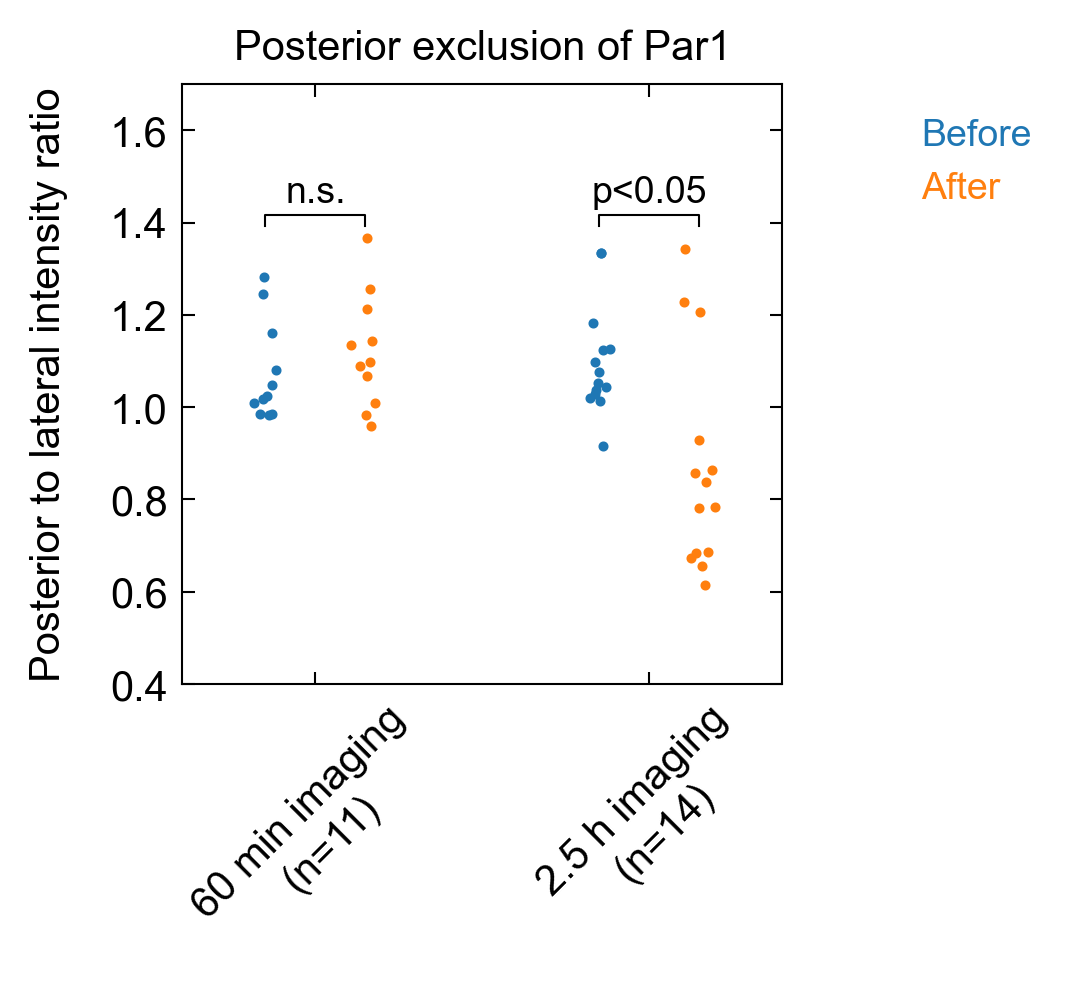 Posterior exclusion of Par1
Posterior to lateral intensity ratio
1.6
1.4
1.2
1.0
0.8
0.6
0.4
n.s.
p<0.05
Before
After
60 min imaging
(n=11)
2.5 h imaging
(n=14)